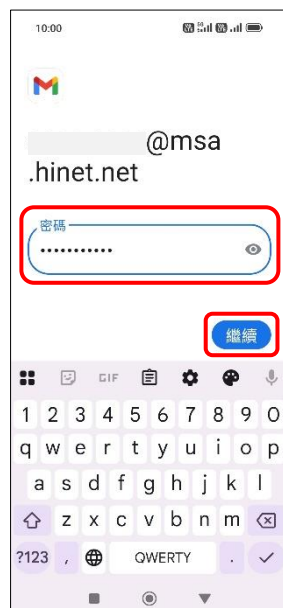 10:00
@msa
.hinet.net
密碼
•••••••••••
繼續
GIF
1 2 3 4 5 6 7 8 9 0
q w e r t y u i o p
a s d f g h j k l
z x c v b n m
?123 , QWERTY .